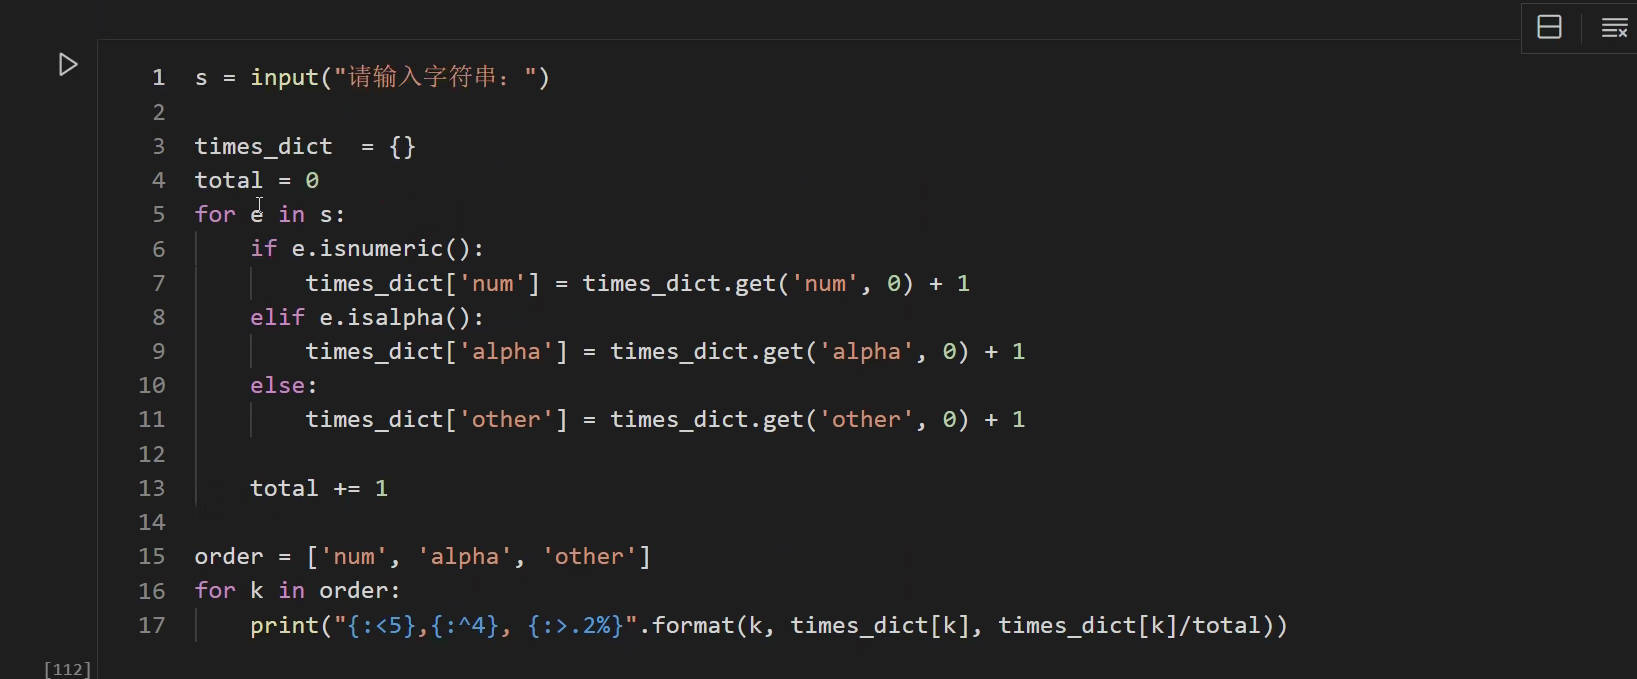 1 s = input("请输入字符串: ")
2
3 times_dict  = {}
4 total = 0
5 for e in s:
6     if e.isnumeric():
7         times_dict['num'] = times_dict.get('num', 0) + 1
8     elif e.isalpha():
9         times_dict['alpha'] = times_dict.get('alpha', 0) + 1
10     else:
11         times_dict['other'] = times_dict.get('other', 0) + 1
12
13     total += 1
14
15 order = ['num', 'alpha', 'other']
16 for k in order:
17     print("{:<5},{:^4}, {:>.2%}".format(k, times_dict[k], times_dict[k]/total))
[112]